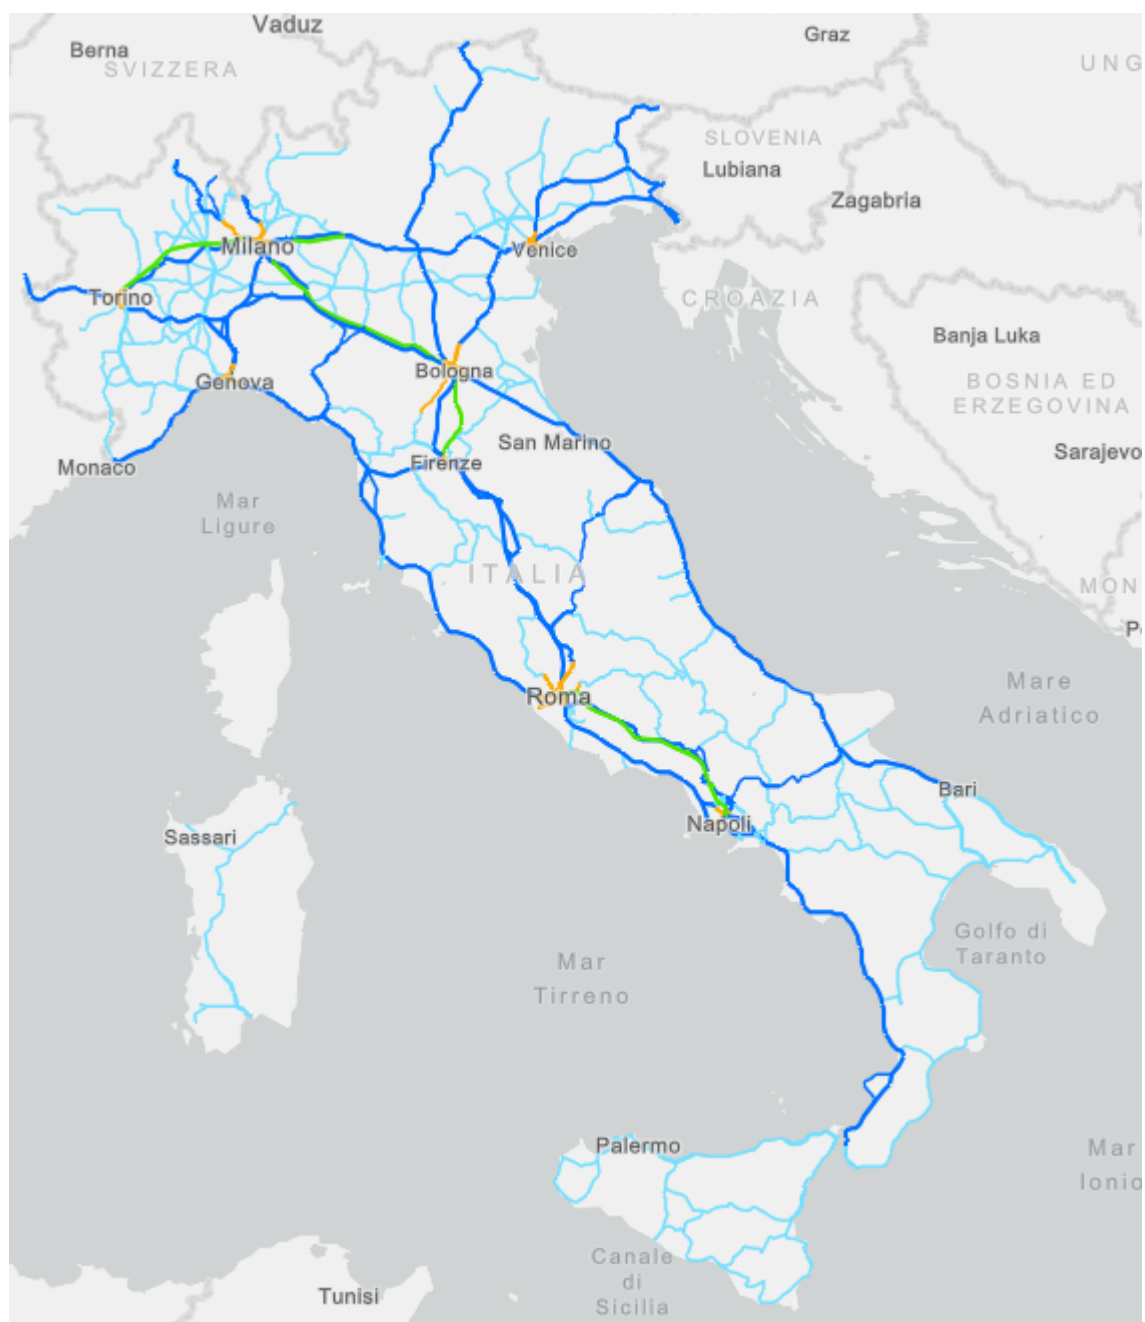 Vaduz
Graz
Berna
SVIZZERA
UNG
SLOVENIA
Lubiana
Zagabria
Milano
Venice
Torino
CROAZIA
Banja Luka
Bologna
Genova
BOSNIA ED
ERZEGOVINA
San Marino
Sarajevo
Firenze
Monaco
Mar
Ligure
ITALIA
MON
Po
Mare
Adriatico
Roma
Bari
Napoli
Sassari
Golfo di
Taranto
Mar
Tirreno
Palermo
Mar
Ionio
Canale
di
Sicilia
Tunisi